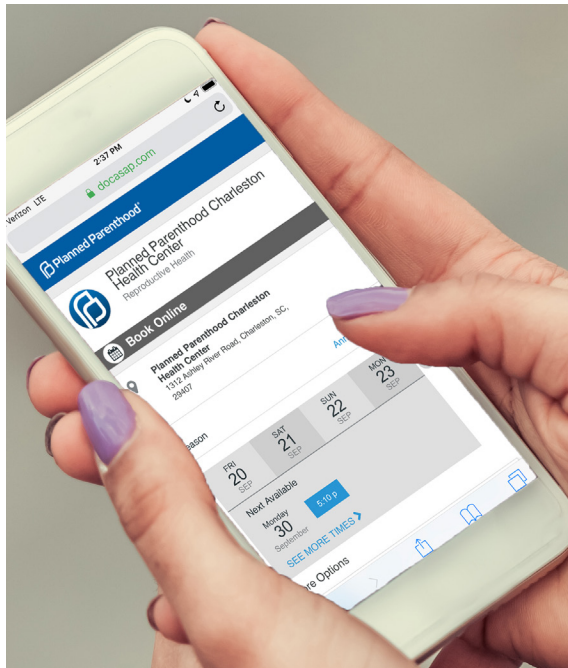 Verizon LTE
2:37 PM
docasap.com
Planned Parenthood®
Planned Parenthood Charleston
Health Center
Reproductive Health
Book Online
Planned Parenthood Charleston
Health Center
1312 Ashley River Road, Charleston, SC,
29407
FRI SAT SUN MON
20 21 22 23
SEP SEP SEP SEP
Next Available
Monday
30
September
5:10 p
SEE MORE TIMES
Options